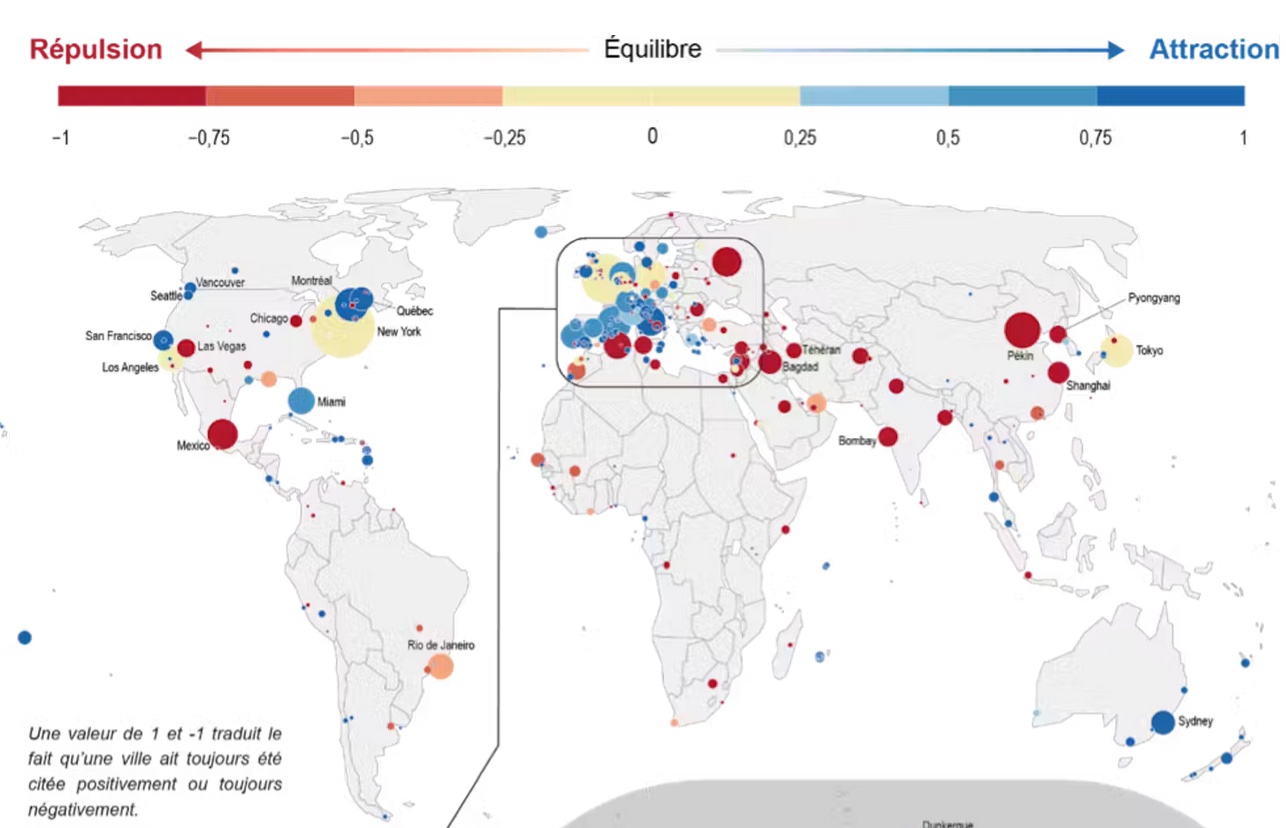 Répulsion
Équilibre
Attraction
−1
−0,75
−0,5
−0,25
0
0,25
0,5
0,75
1
Vancouver
Montréal
Seattle
Québec
Pyongyang
Chicago
New York
San Francisco
Las Vegas
Téhéran
Tokyo
Pékin
Los Angeles
Bagdad
Shanghai
Miami
Mexico
Bombay
Rio de Janeiro
Sydney
Une valeur de 1 et -1 traduit le
fait qu'une ville ait toujours été
citée positivement ou toujours
négativement.
Dunkerque